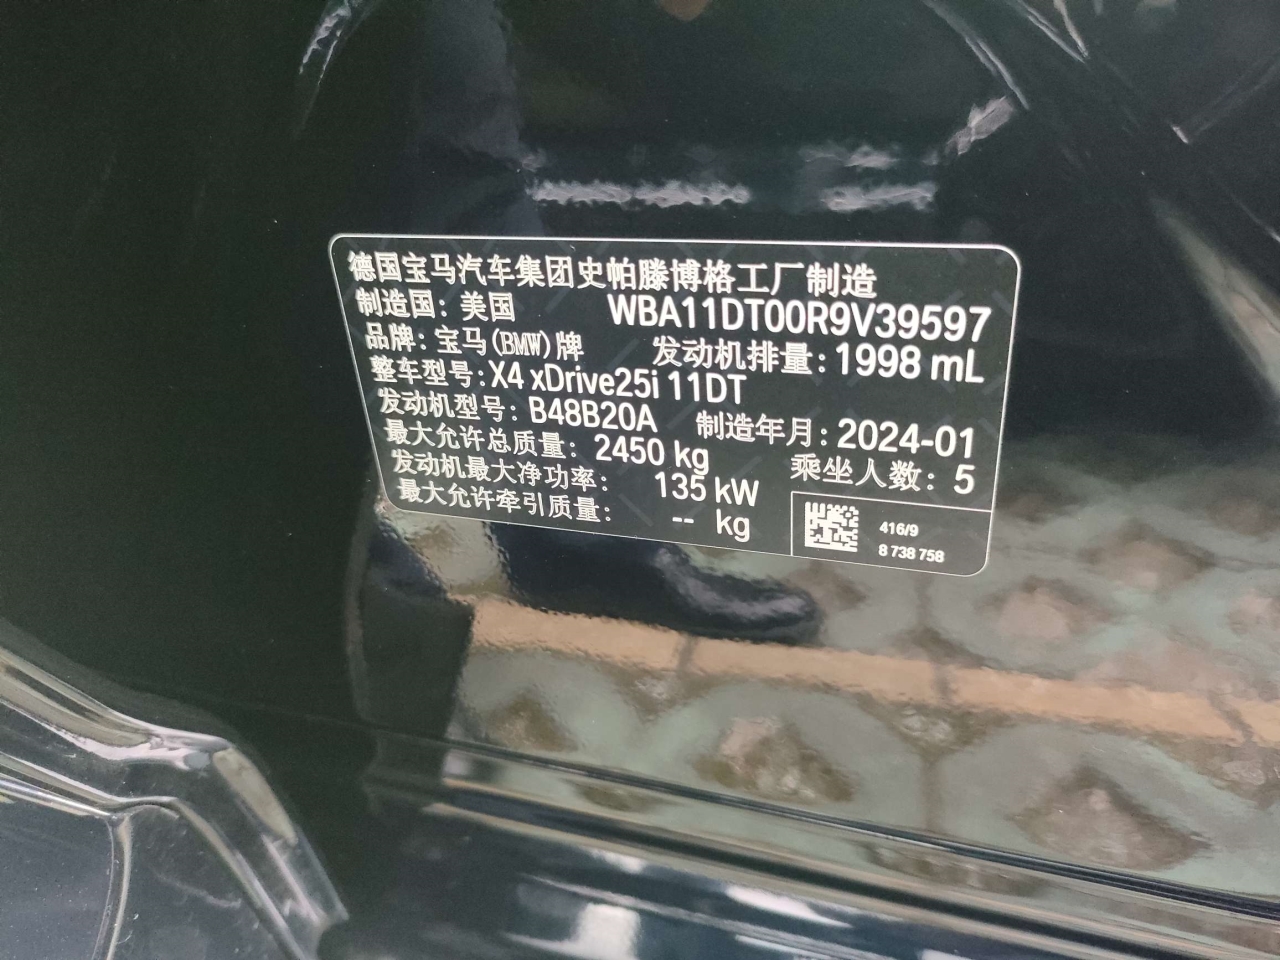 德国宝马汽车集团史帕滕博格工厂制造
制造国：美国 WBA11DT00R9V39597
品牌：宝马(BMW)牌 发动机排量：1998 mL
整车型号：X4 xDrive25i 11DT
发动机型号：B48B20A 制造年月：2024-01
最大允许总质量：2450 kg 乘坐人数：5
发动机最大净功率：135 kW
最大允许牵引质量：-- kg
416/9
8 738 758